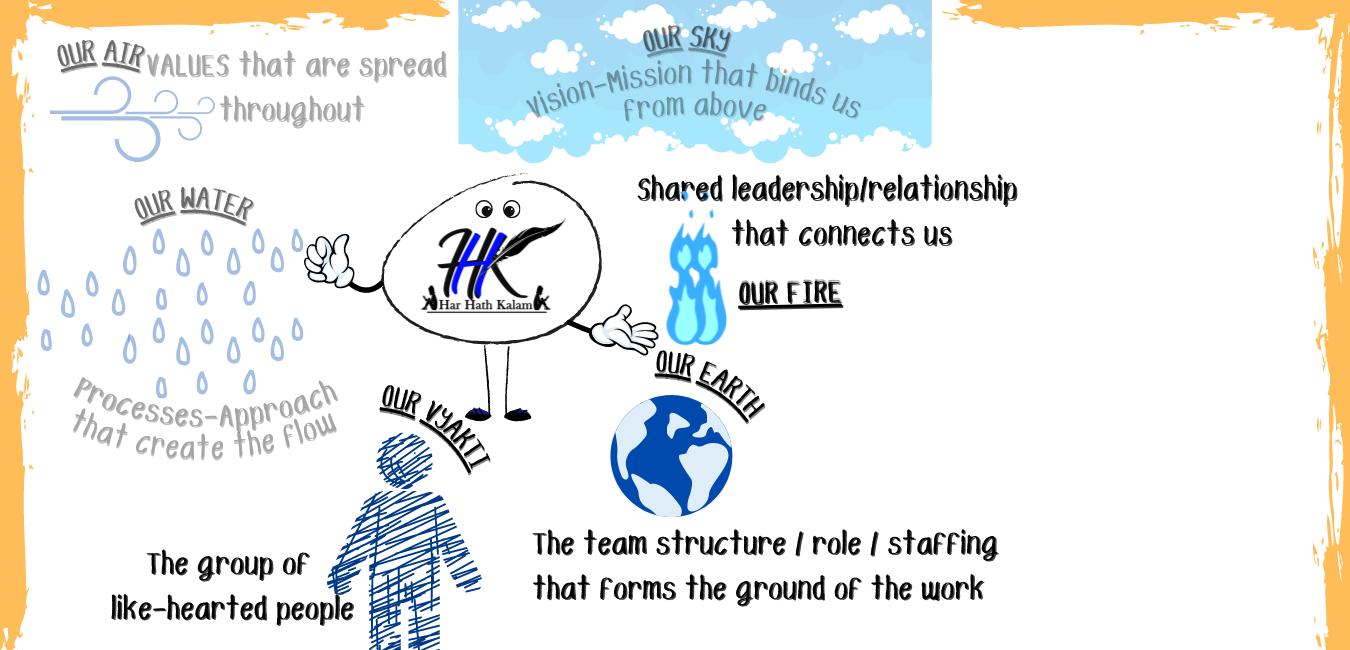 OUR AIR VALUES that are spread
throughout
OUR SKY
Vision-Mission that binds us
from above
OUR WATER
Processes-Approach
that create the flow
HHK
Har Hath Kalam
Shared leadership/relationship
that connects us
OUR FIRE
OUR EARTH
The team structure / role / staffing
that forms the ground of the work
OUR VYAKTI
The group of
like-hearted people